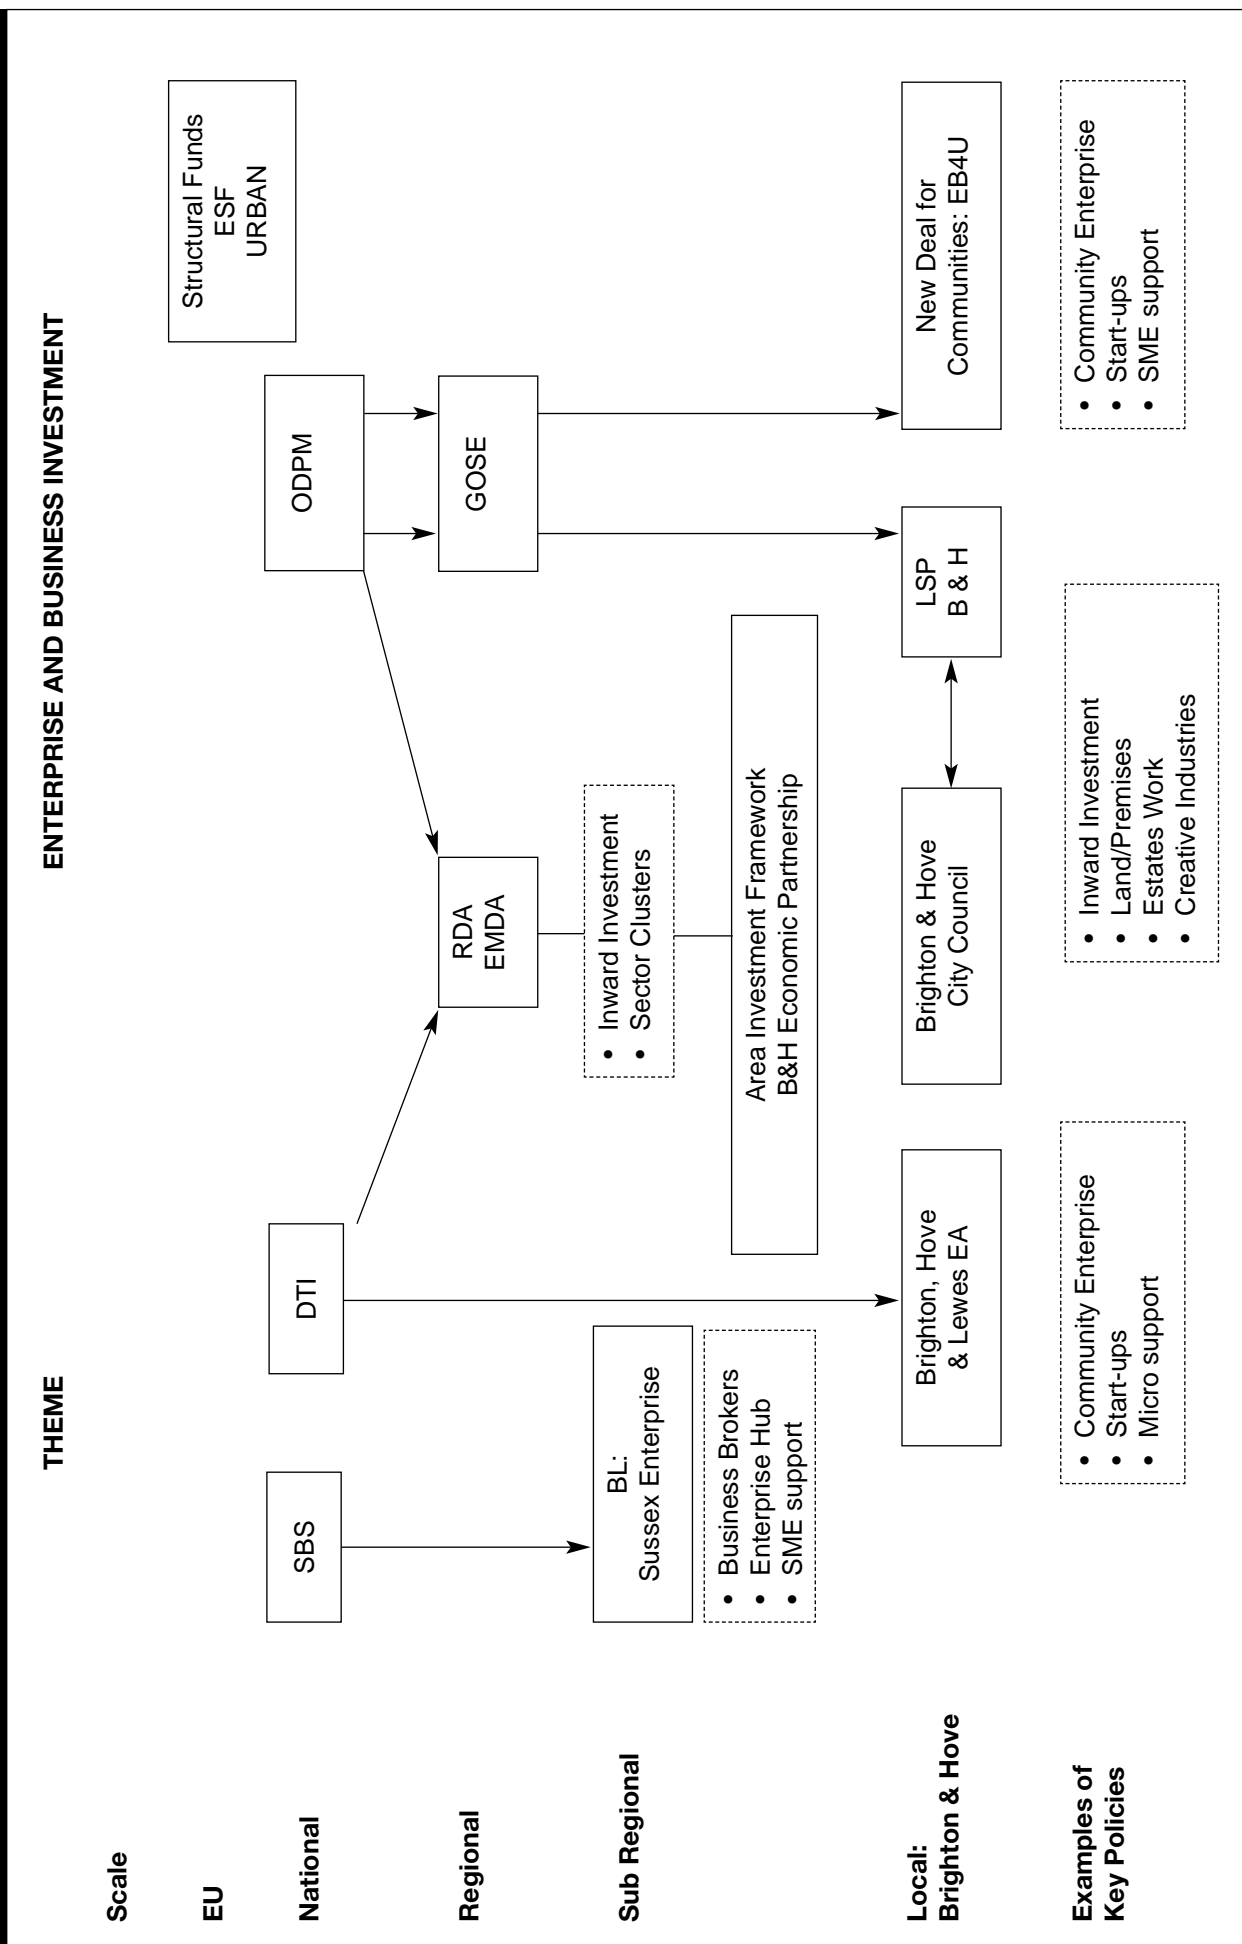 THEME
ENTERPRISE AND BUSINESS INVESTMENT
Scale
EU
Structural Funds
ESF
URBAN
National
SBS
DTI
ODPM
Regional
RDA
EMDA
GOSE
Sub Regional
BL:
Sussex Enterprise
• Business Brokers
• Enterprise Hub
• SME support
• Inward Investment
• Sector Clusters
Area Investment Framework
B&H Economic Partnership
Local:
Brighton & Hove
Brighton, Hove
& Lewes EA
Brighton & Hove
City Council
LSP
B & H
New Deal for
Communities: EB4U
Examples of
Key Policies
• Community Enterprise
• Start-ups
• Micro support
• Inward Investment
• Land/Premises
• Estates Work
• Creative Industries
• Community Enterprise
• Start-ups
• SME support